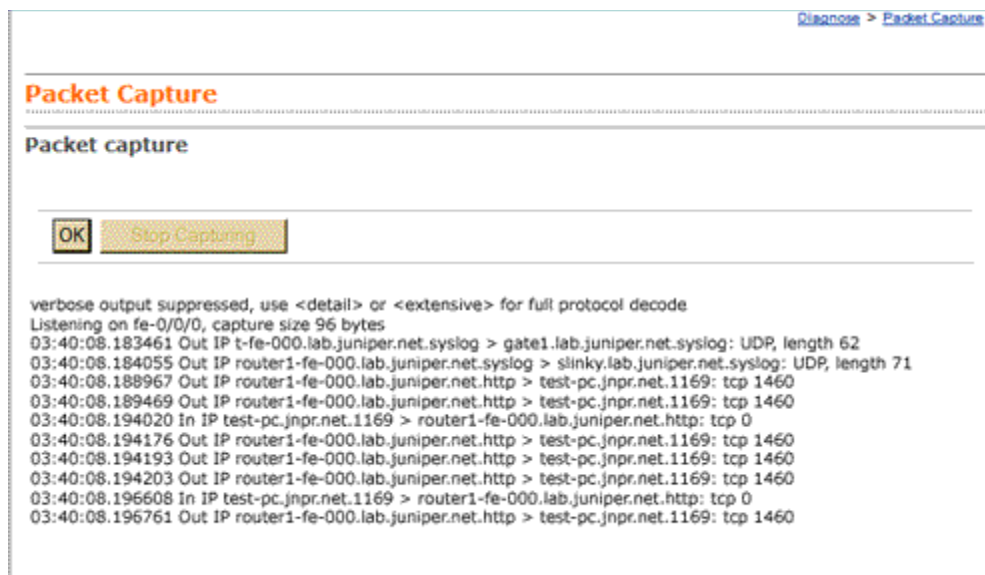 Diagnose > Packet Capture
Packet Capture
Packet capture
OK Stop Capturing
verbose output suppressed, use <detail> or <extensive> for full protocol decode
Listening on fe-0/0/0, capture size 96 bytes
03:40:08.183461 Out IP t-fe-000.lab.juniper.net.syslog > gate1.lab.juniper.net.syslog: UDP, length 62
03:40:08.184055 Out IP router1-fe-000.lab.juniper.net.syslog > slinky.lab.juniper.net.syslog: UDP, length 71
03:40:08.188967 Out IP router1-fe-000.lab.juniper.net.http > test-pc.jnpr.net.1169: tcp 1460
03:40:08.189469 Out IP router1-fe-000.lab.juniper.net.http > test-pc.jnpr.net.1169: tcp 1460
03:40:08.194020 In IP test-pc.jnpr.net.1169 > router1-fe-000.lab.juniper.net.http: tcp 0
03:40:08.194176 Out IP router1-fe-000.lab.juniper.net.http > test-pc.jnpr.net.1169: tcp 1460
03:40:08.194193 Out IP router1-fe-000.lab.juniper.net.http > test-pc.jnpr.net.1169: tcp 1460
03:40:08.194203 Out IP router1-fe-000.lab.juniper.net.http > test-pc.jnpr.net.1169: tcp 1460
03:40:08.196608 In IP test-pc.jnpr.net.1169 > router1-fe-000.lab.juniper.net.http: tcp 0
03:40:08.196761 Out IP router1-fe-000.lab.juniper.net.http > test-pc.jnpr.net.1169: tcp 1460